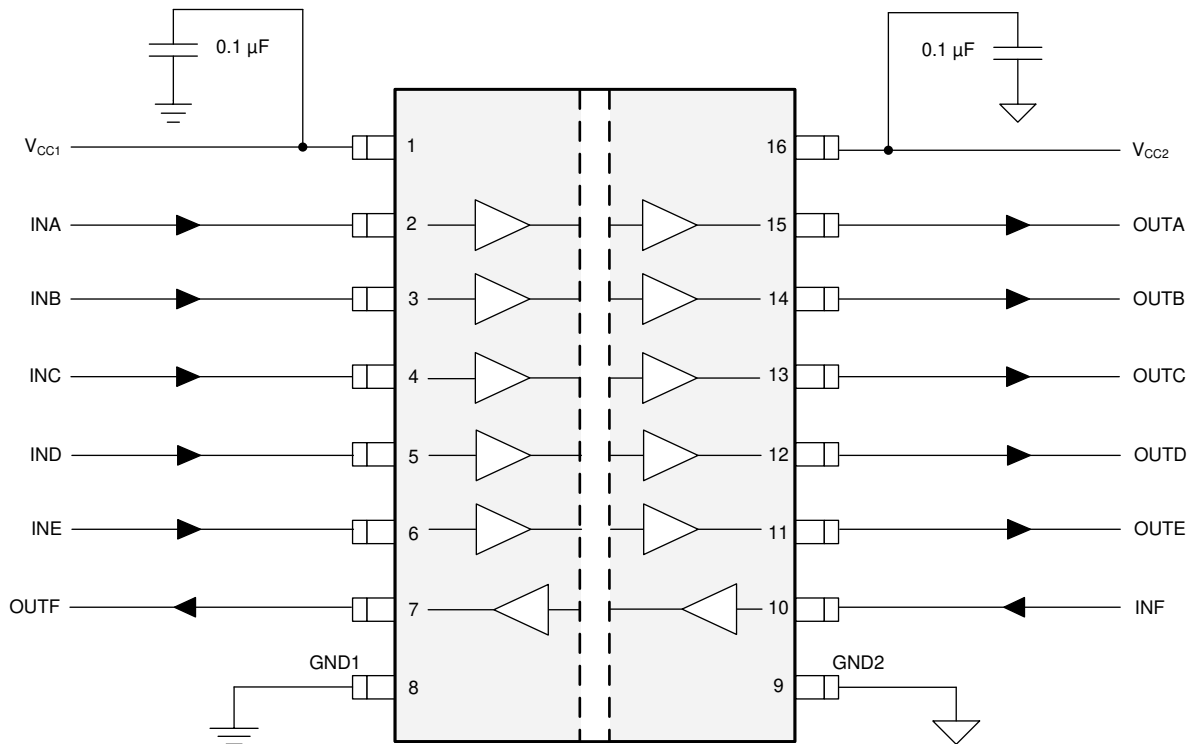 0.1 µF
0.1 µF
VCC1
1
16
VCC2
INA
2
15
OUTA
INB
3
14
OUTB
INC
4
13
OUTC
IND
5
12
OUTD
INE
6
11
OUTE
OUTF
7
10
INF
GND1
GND2
8
9